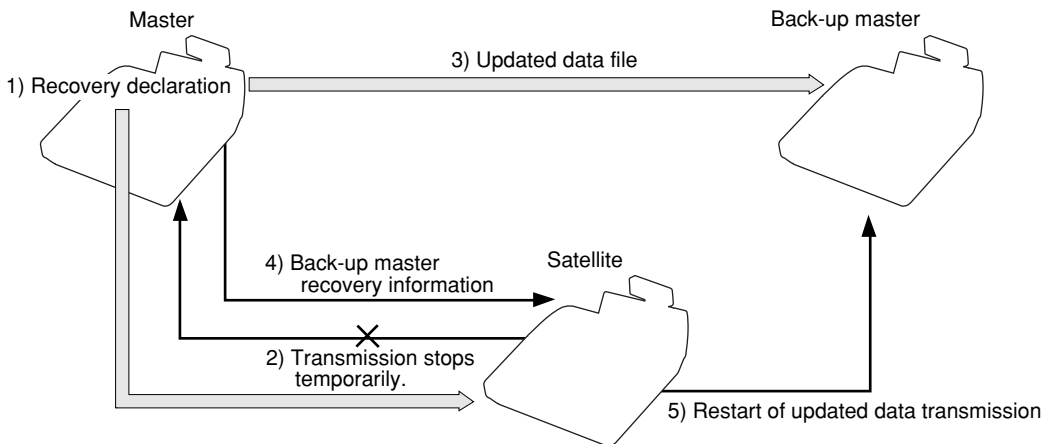 Master
Back-up master
3) Updated data file
1) Recovery declaration
4) Back-up master
recovery information
Satellite
2) Transmission stops
temporarily.
5) Restart of updated data transmission